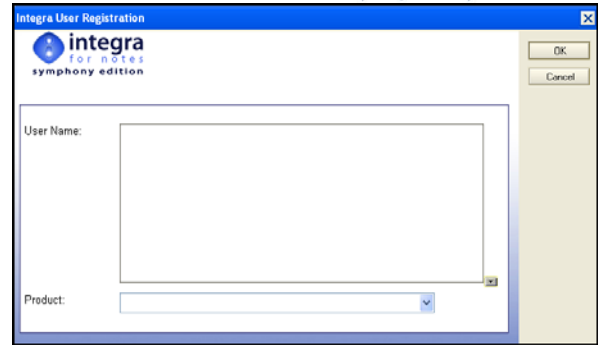 Integra User Registration
integra
for notes
symphony edition
OK
Cancel
User Name:
Product: